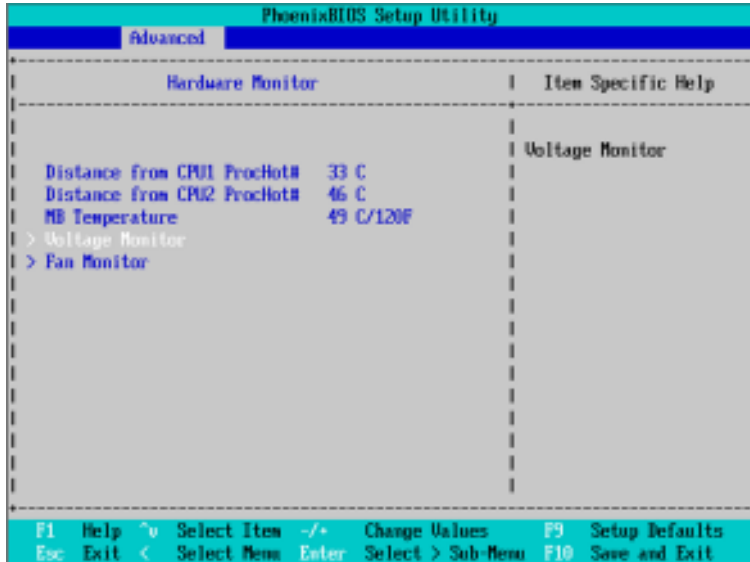 PhoenixBIOS Setup Utility
Advanced
Hardware Monitor
Item Specific Help
Distance from CPU1 ProcHot# 33 C
Distance from CPU2 ProcHot# 46 C
MB Temperature 49 C/120F
> Voltage Monitor
> Fan Monitor
Voltage Monitor
F1 Help ^v Select Item -/+ Change Values F9 Setup Defaults
Esc Exit < Select Menu Enter Select > Sub-Menu F10 Save and Exit